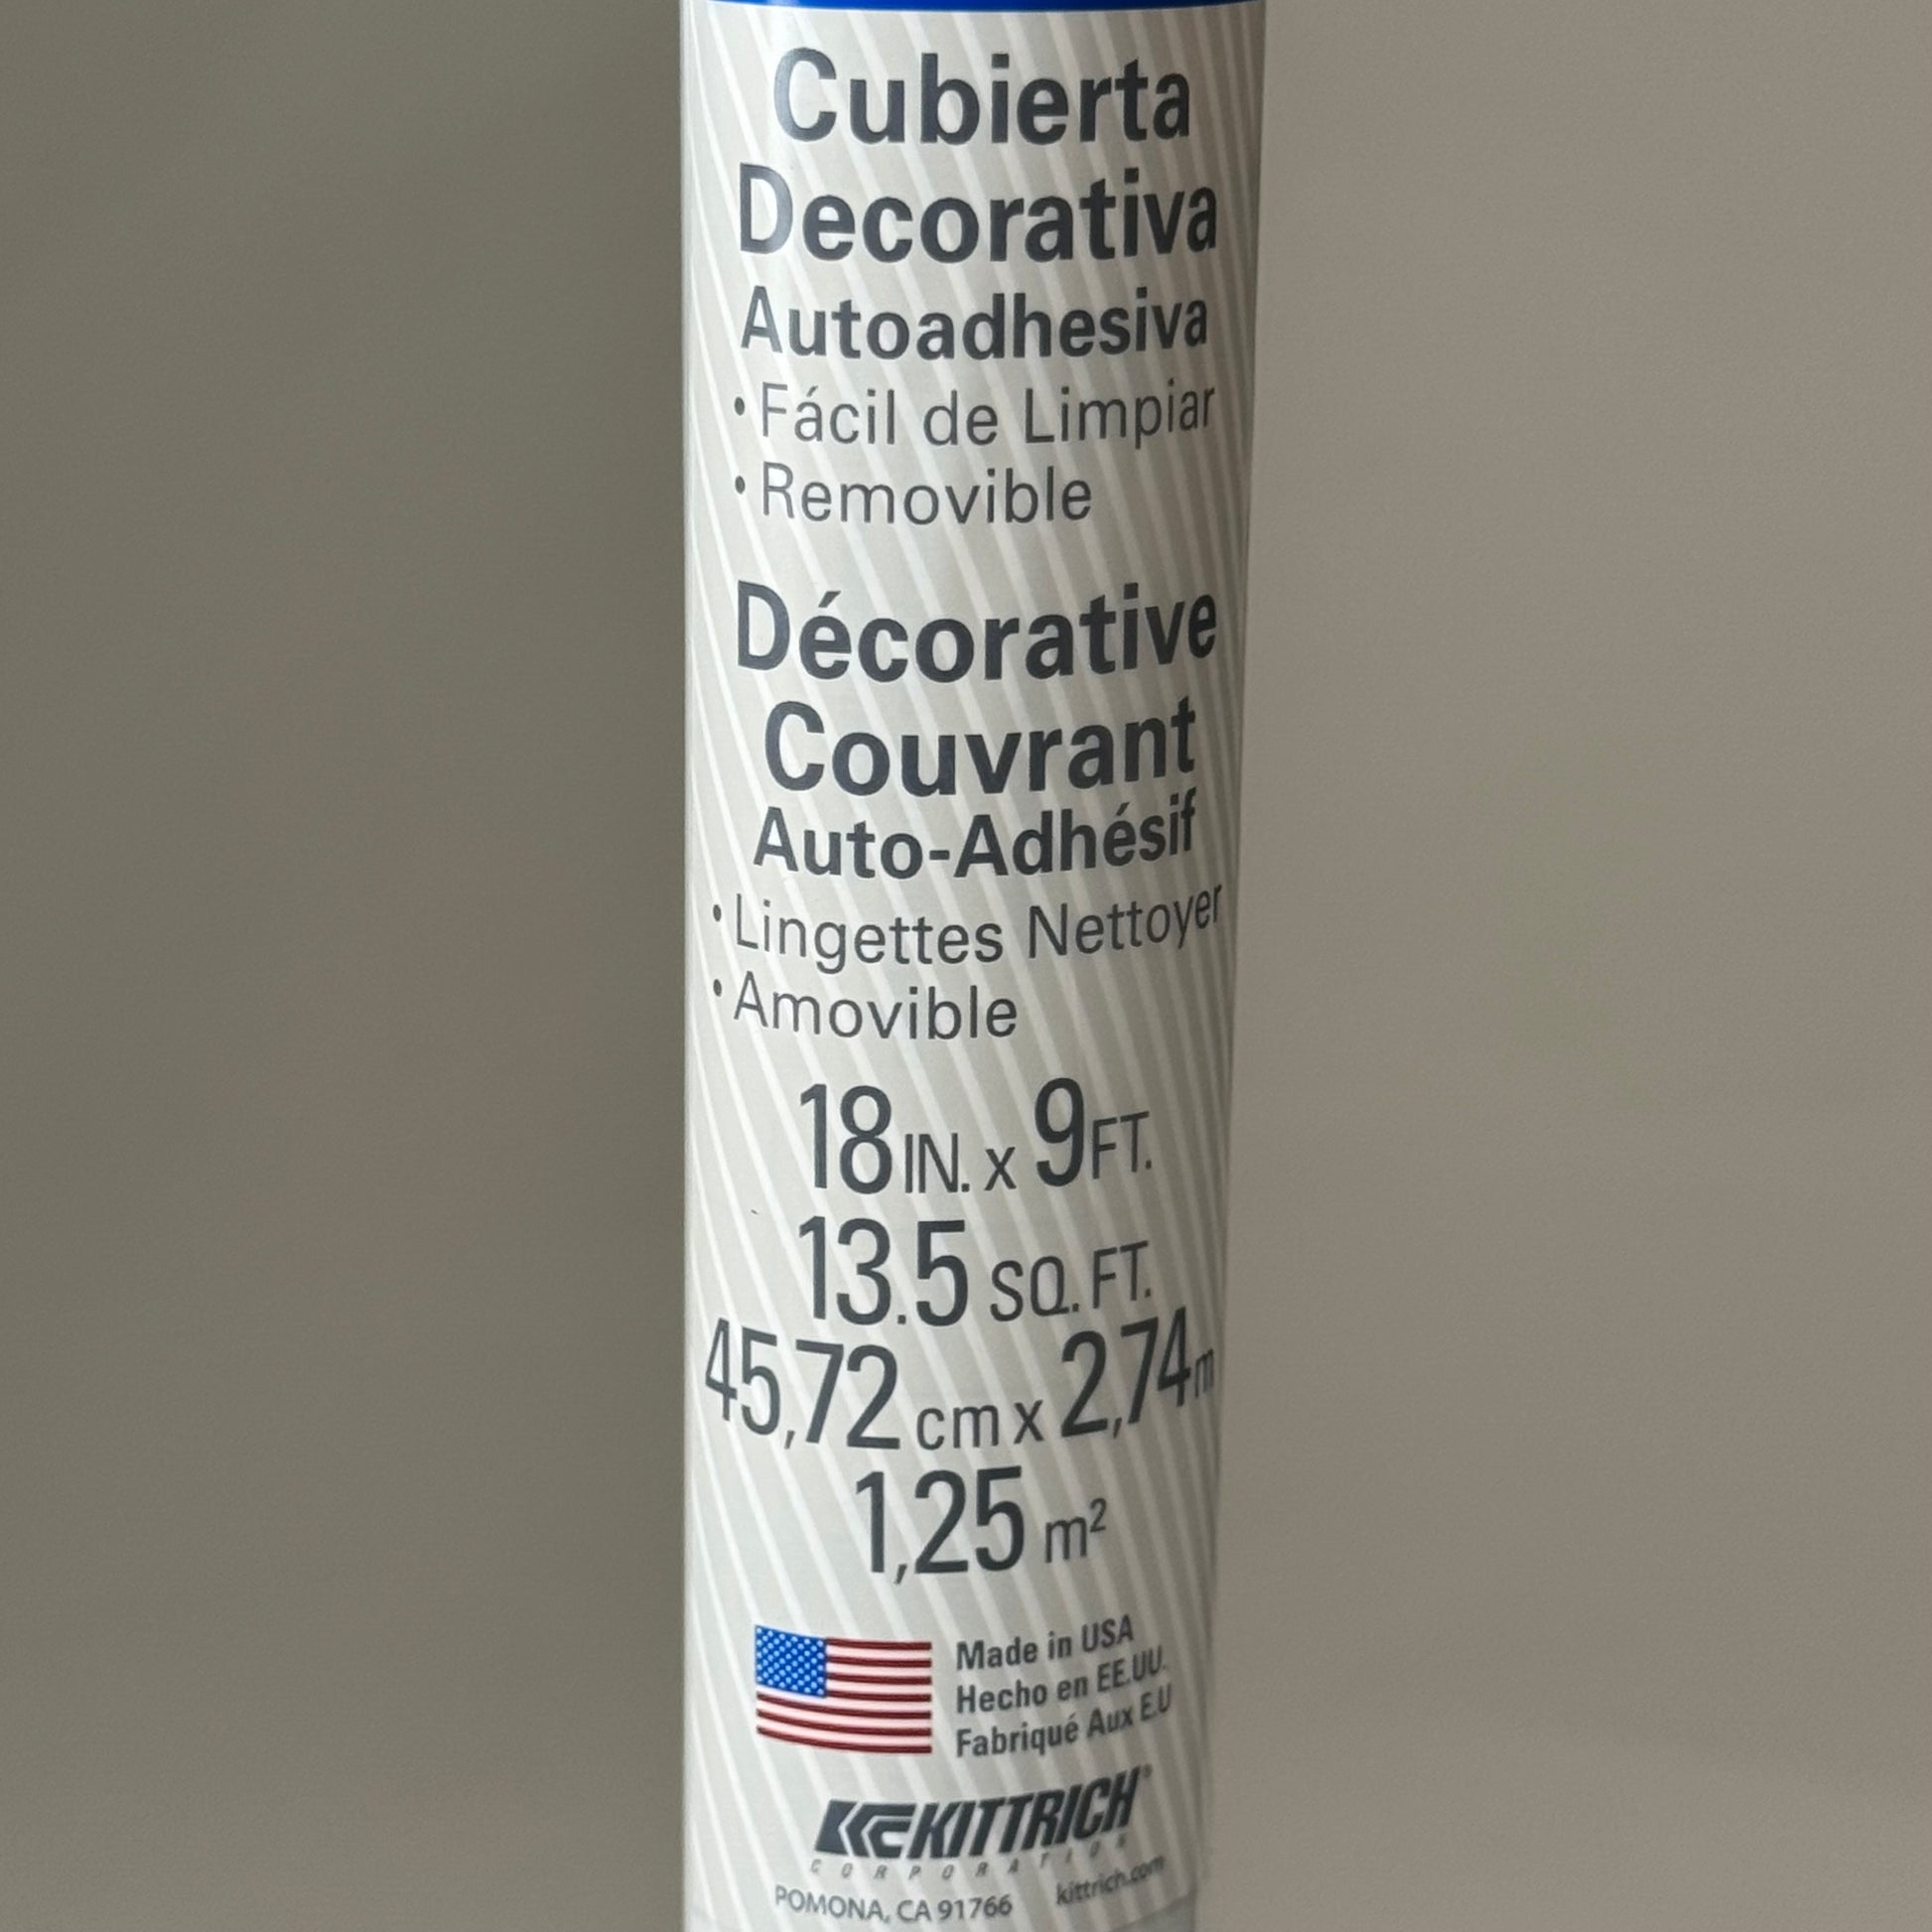 Cubierta
Decorativa
Autoadhesiva
• Fácil de Limpiar
• Removible
Décorative
Couvrant
Auto-Adhésif
• Lingettes Nettoyer
• Amovible
18 IN. x 9 FT.
13.5 SQ. FT.
45,72 cm x 2,74 m
1,25 m²
Made in USA
Hecho en EE.UU.
Fabriqué Aux E.U
KITTRICH®
CORPORATION
POMONA, CA 91766 kittrich.com